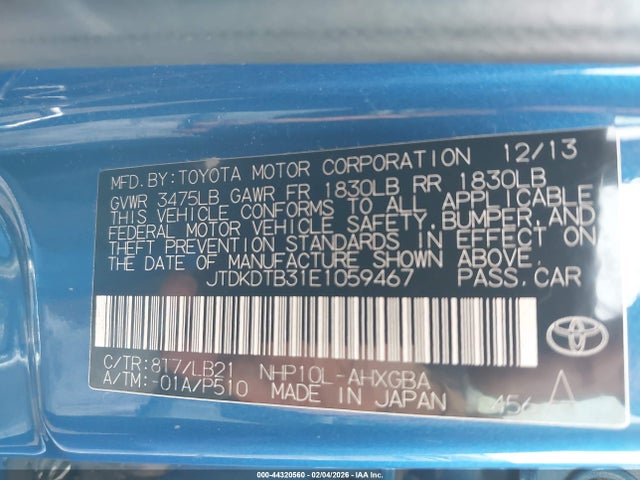 MFD.BY:TOYOTA MOTOR CORPORATION 12/13
GVWR 3475LB GAWR FR 1830LB RR 1830LB
THIS VEHICLE CONFORMS TO ALL APPLICABLE
FEDERAL MOTOR VEHICLE SAFETY,BUMPER,AND
THEFT PREVENTION STANDARDS IN EFFECT ON
THE DATE OF MANUFACTURE SHOWN ABOVE.
JTDKDTB31E1059467 PASS.CAR
C/TR:8T7/LB21 NHP10L-AHXGBA
A/TM:-01A/P510 MADE IN JAPAN 456 A
TOYOTA
000-44320560 - 02/04/2026 - IAA Inc.